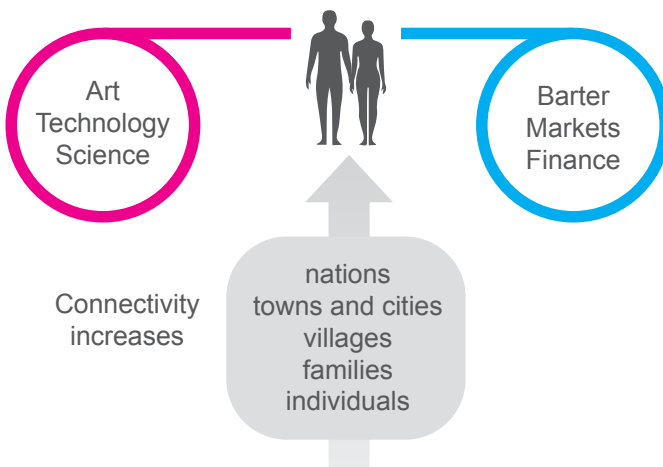 Art
Technology
Science
Barter
Markets
Finance
Connectivity
increases
nations
towns and cities
villages
families
individuals